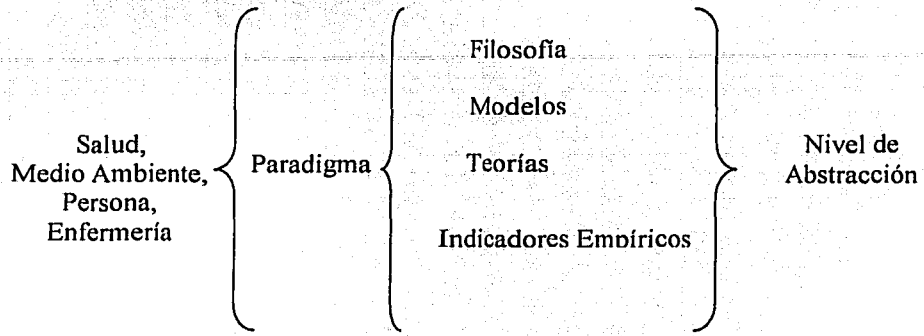 Salud,
Medio Ambiente,
Persona,
Enfermería
Paradigma
Filosofía
Modelos
Teorías
Indicadores Empíricos
Nivel de
Abstracción